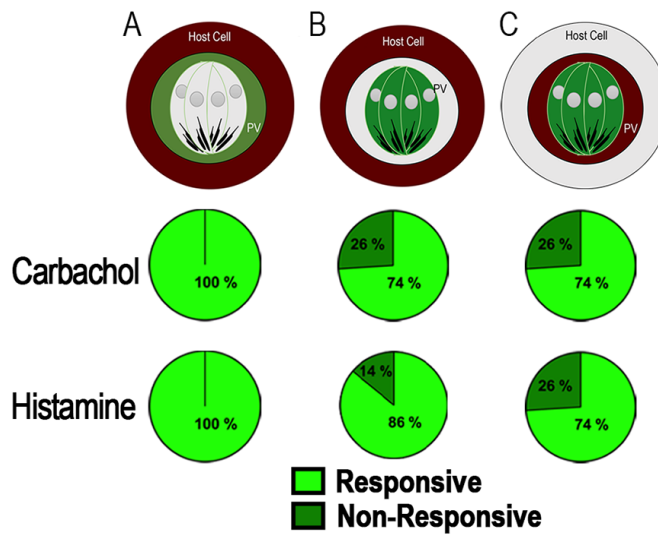 A
B
C
Host Cell
Host Cell
Host Cell
PV
PV
PV
Carbachol
100 %
26 %
74 %
26 %
74 %
Histamine
100 %
14 %
86 %
26 %
74 %
Responsive
Non-Responsive